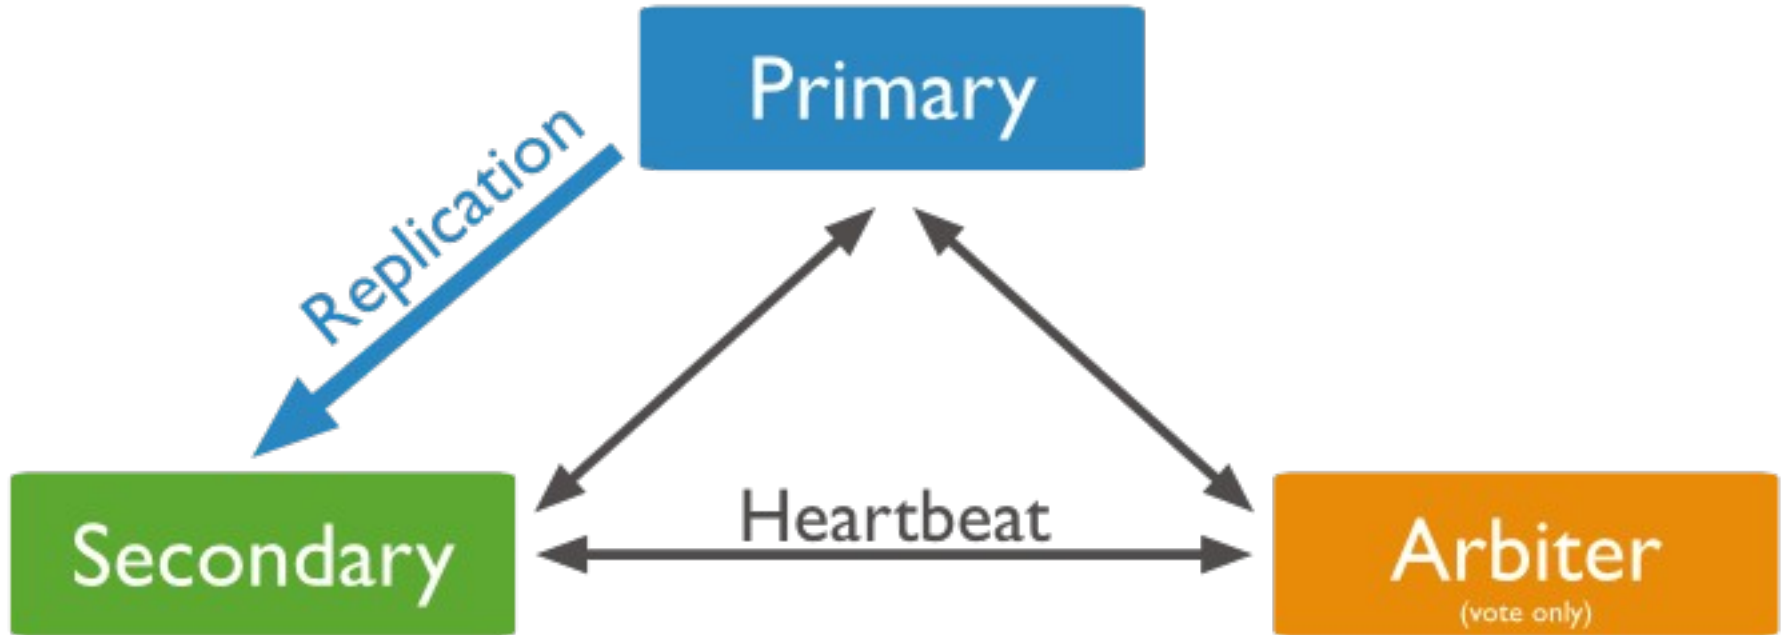 Primary
Replication
Heartbeat
Secondary
Arbiter
(vote only)